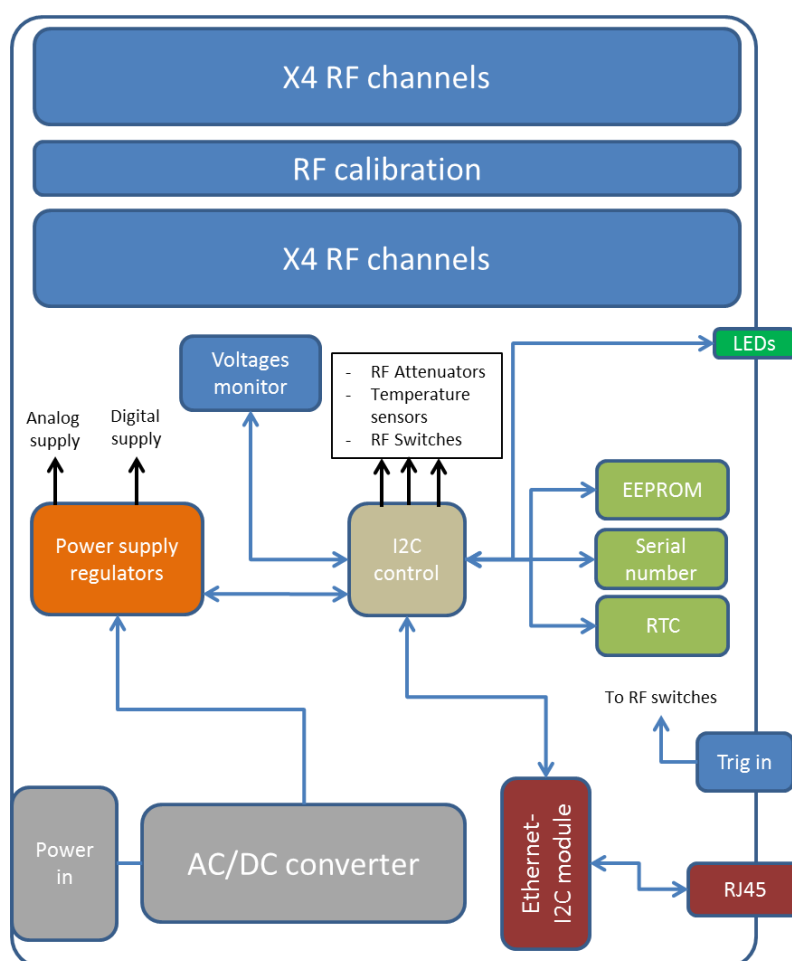 X4 RF channels
RF calibration
X4 RF channels
LEDs
Voltages
monitor
- RF Attenuators
- Temperature
sensors
- RF Switches
Analog
supply
Digital
supply
EEPROM
Power supply
regulators
I2C
control
Serial
number
RTC
To RF switches
Trig in
Power
in
AC/DC converter
Ethernet-
I2C module
RJ45